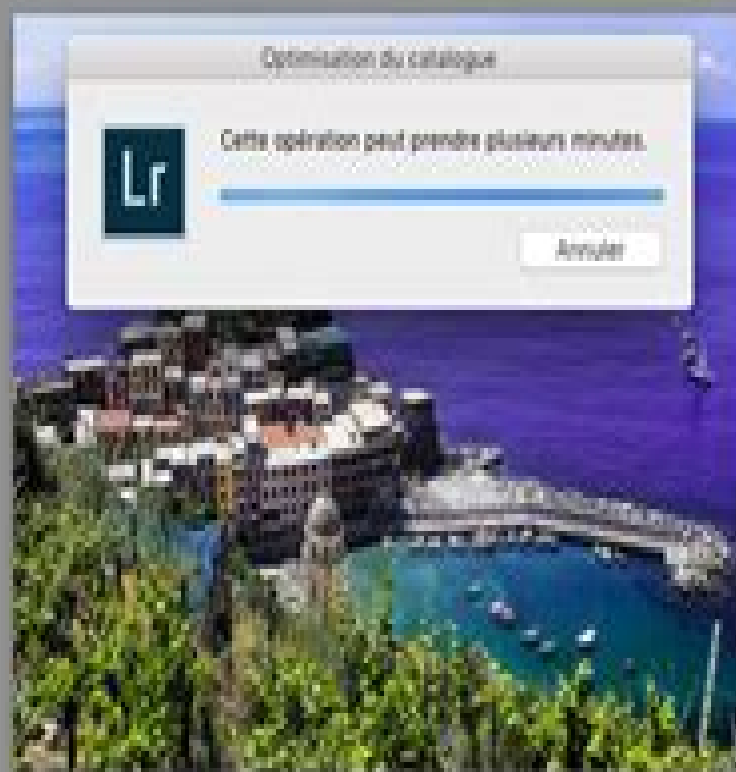 Optimisation du catalogue
Lr
Cette opération peut prendre plusieurs minutes.
Annuler